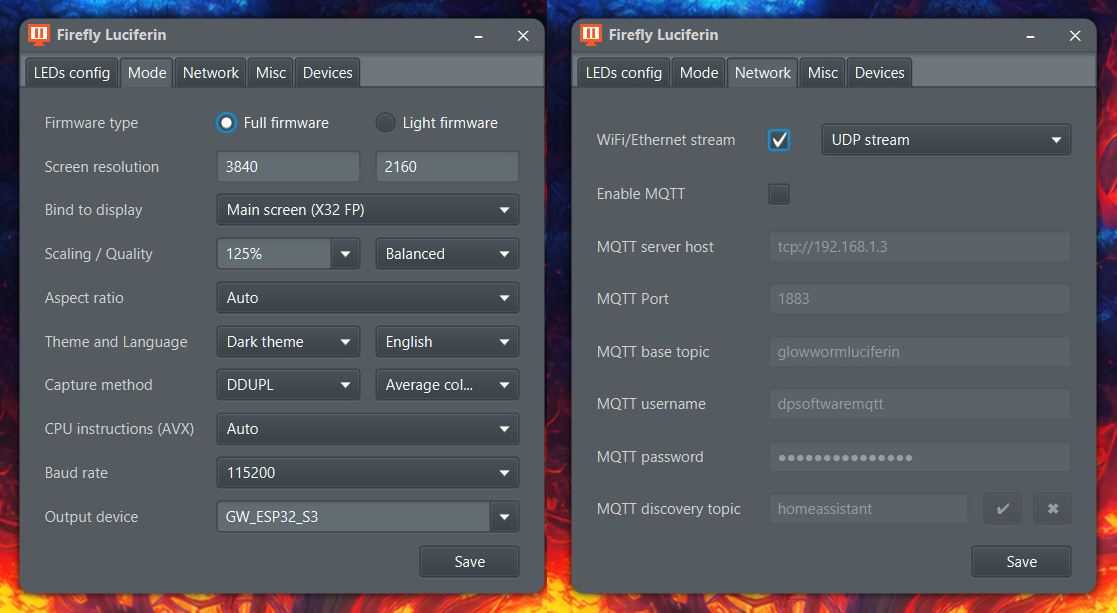 Firefly Luciferin
LEDs config Mode Network Misc Devices
Firmware type Full firmware Light firmware
Screen resolution 3840 2160
Bind to display Main screen (X32 FP)
Scaling / Quality 125% Balanced
Aspect ratio Auto
Theme and Language Dark theme English
Capture method DDUPL Average col...
CPU instructions (AVX) Auto
Baud rate 115200
Output device GW_ESP32_S3
Save
Firefly Luciferin
LEDs config Mode Network Misc Devices
WiFi/Ethernet stream UDP stream
Enable MQTT
MQTT server host tcp://192.168.1.3
MQTT Port 1883
MQTT base topic glowwormluciferin
MQTT username dpsoftwaremqtt
MQTT password
MQTT discovery topic homeassistant
Save